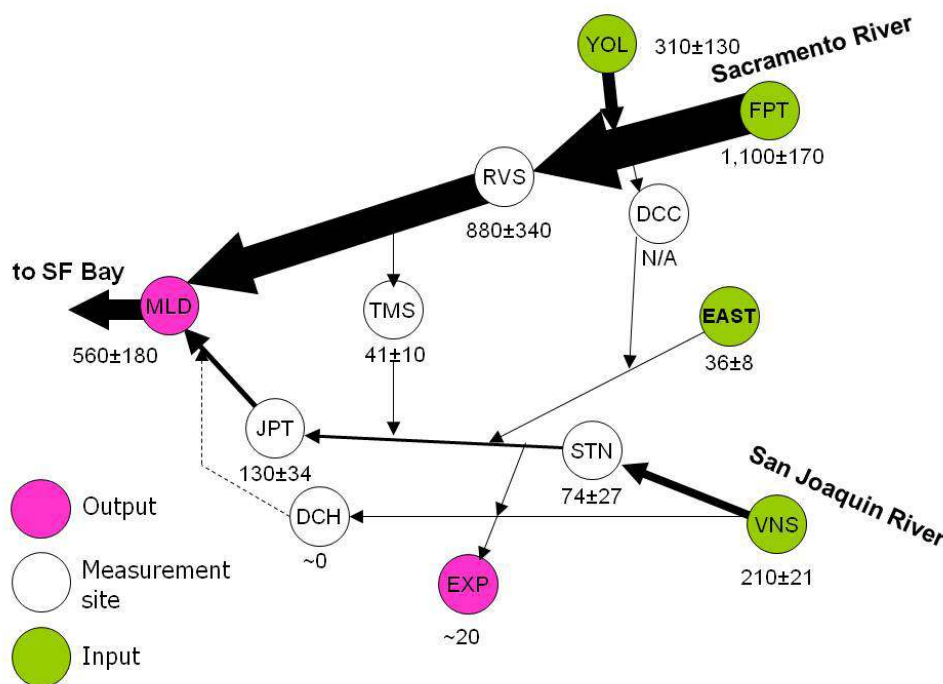 YOL
310±130
Sacramento River
FPT
1,100±170
RVS
880±340
DCC
N/A
to SF Bay
MLD
560±180
TMS
41±10
EAST
36±8
JPT
130±34
STN
74±27
San Joaquin River
VNS
210±21
DCH
~0
EXP
~20
Output
Measurement
site
Input